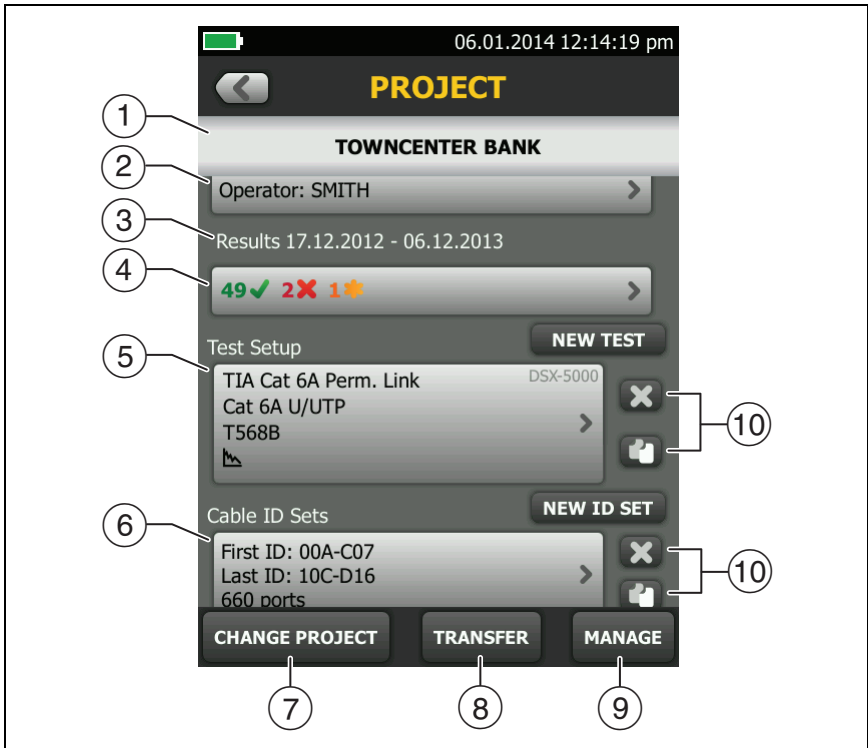 06.01.2014 12:14:19 pm
PROJECT
1
TOWNCENTER BANK
2
Operator: SMITH
3
Results 17.12.2012 - 06.12.2013
4
49 2 1
NEW TEST
5
Test Setup
TIA Cat 6A Perm. Link
DSX-5000
Cat 6A U/UTP
T568B
10
NEW ID SET
6
Cable ID Sets
First ID: 00A-C07
Last ID: 10C-D16
660 ports
10
CHANGE PROJECT
TRANSFER
MANAGE
7
8
9